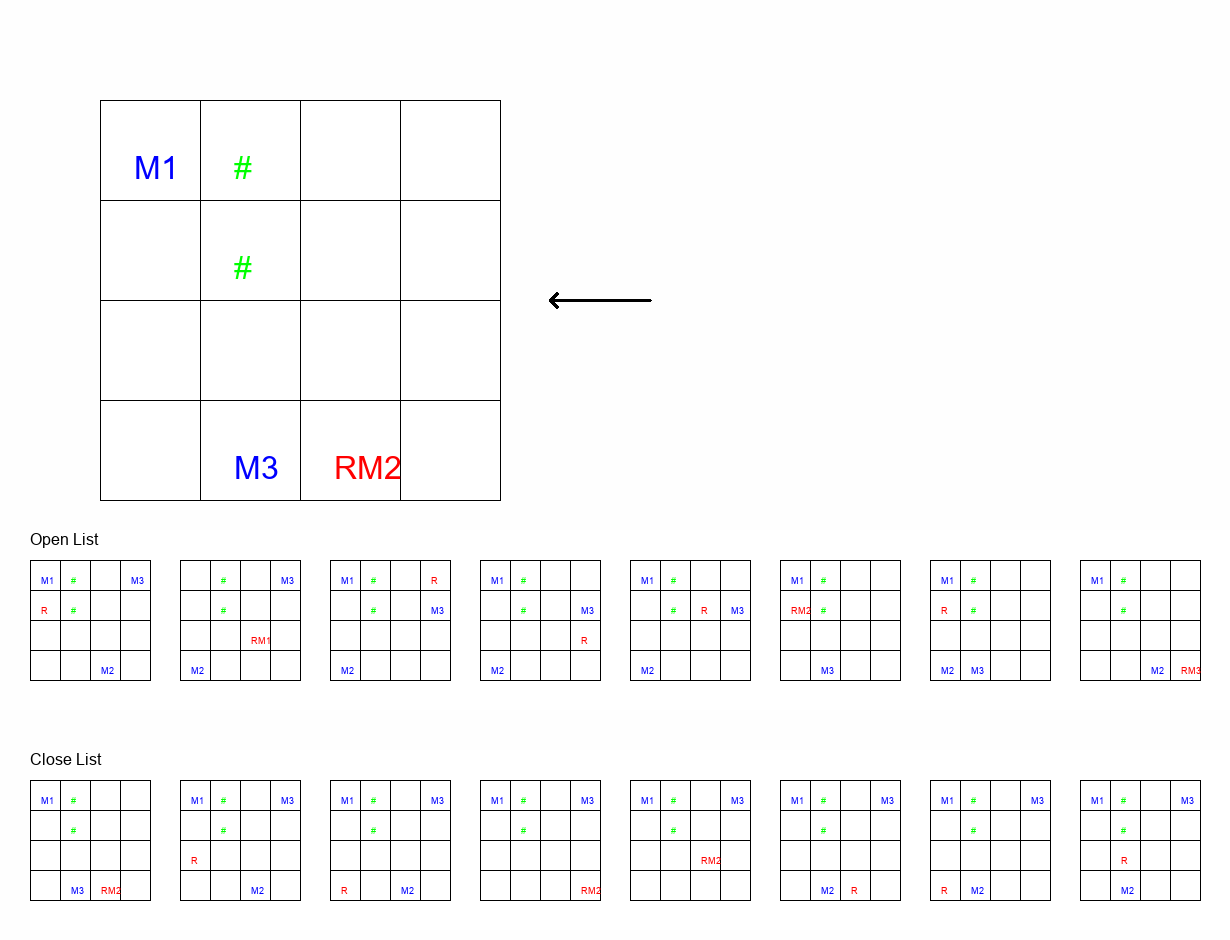 M1 #
#
M3 RM2
Open List
M1 # M3 # M3 M1 # R M1 # M1 # M1 # M1 # M1 #
R # # # M3 # M3 # R M3 RM2 # R # #
RM1 R
M2 M2 M2 M2 M2 M3 M2 M3 M2 RM3
Close List
M1 # M1 # M3 M1 # M3 M1 # M3 M1 # M3 M1 # M3 M1 # M3 M1 # M3
# # # # # # # #
R RM2 R
M3 RM2 M2 R M2 RM2 M2 R R M2 M2